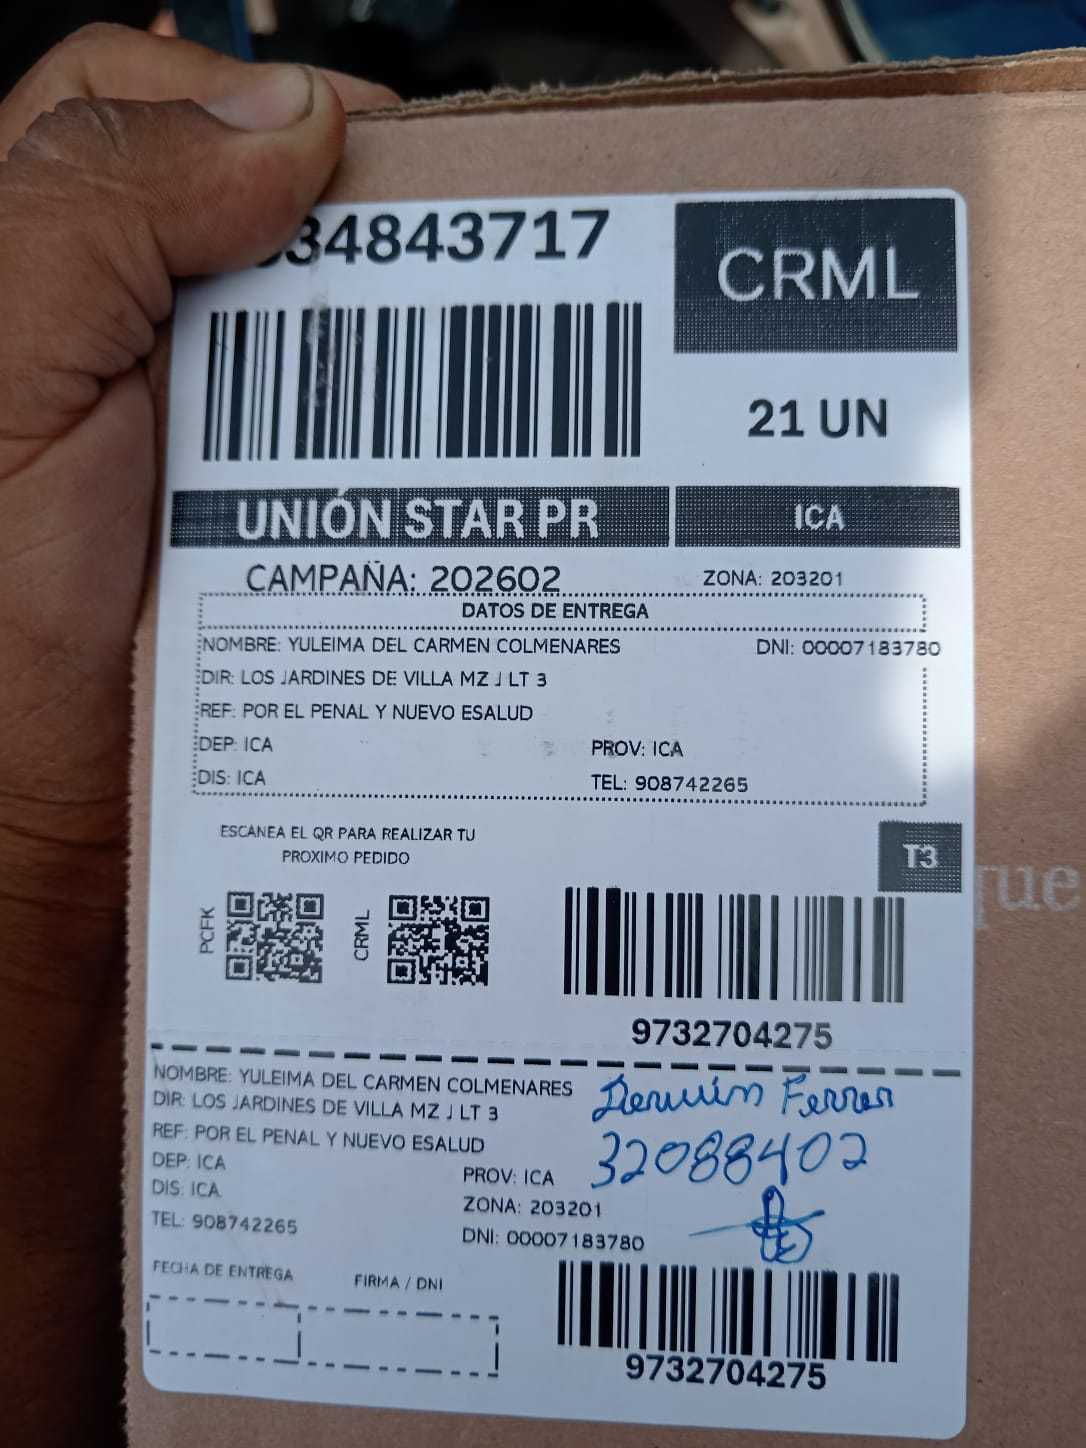 34843717
CRML
21 UN
UNIÓN STAR PR
ICA
CAMPAÑA: 202602
ZONA: 203201
DATOS DE ENTREGA
NOMBRE: YULEIMA DEL CARMEN COLMENARES
DNI: 00007183780
DIR: LOS JARDINES DE VILLA MZ J LT 3
REF: POR EL PENAL Y NUEVO ESALUD
DEP: ICA
PROV: ICA
DIS: ICA
TEL: 908742265
ESCANEA EL QR PARA REALIZAR TU
PROXIMO PEDIDO
T3
PCFK
CRML
que
9732704275
NOMBRE: YULEIMA DEL CARMEN COLMENARES
DIR: LOS JARDINES DE VILLA MZ J LT 3
REF: POR EL PENAL Y NUEVO ESALUD
DEP: ICA
PROV: ICA
DIS: ICA
ZONA: 203201
TEL: 908742265
DNI: 00007183780
Ferrer
32088402
FECHA DE ENTREGA
FIRMA / DNI
9732704275